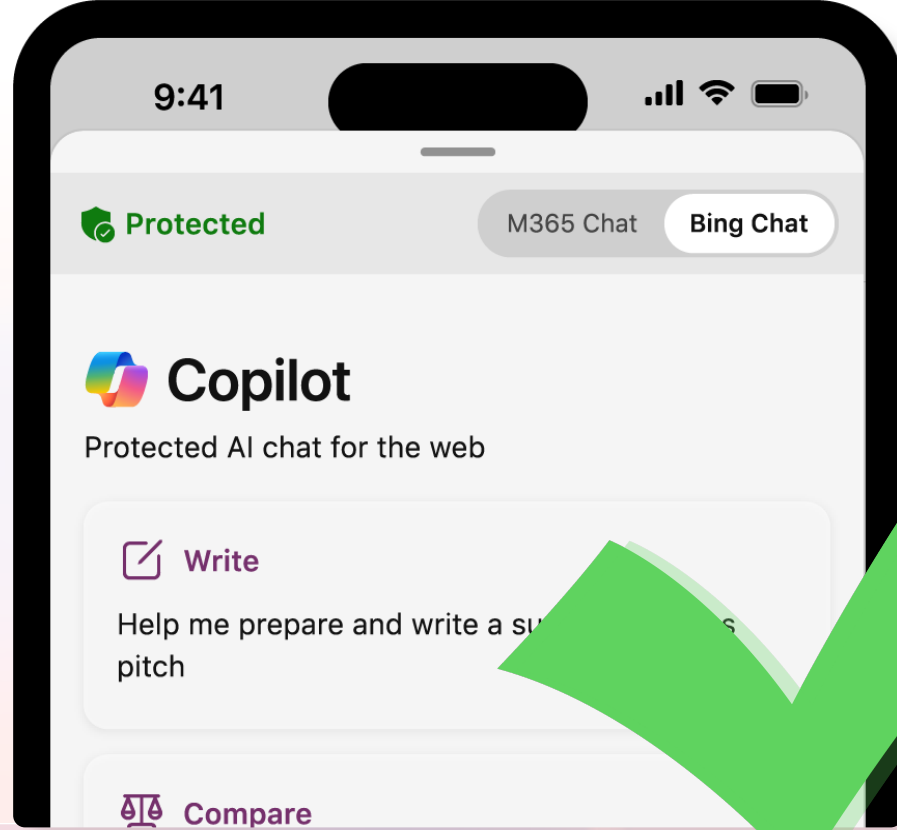 9:41
Protected
M365 Chat
Bing Chat
Copilot
Protected AI chat for the web
Write
Help me prepare and write a
pitch
Compare